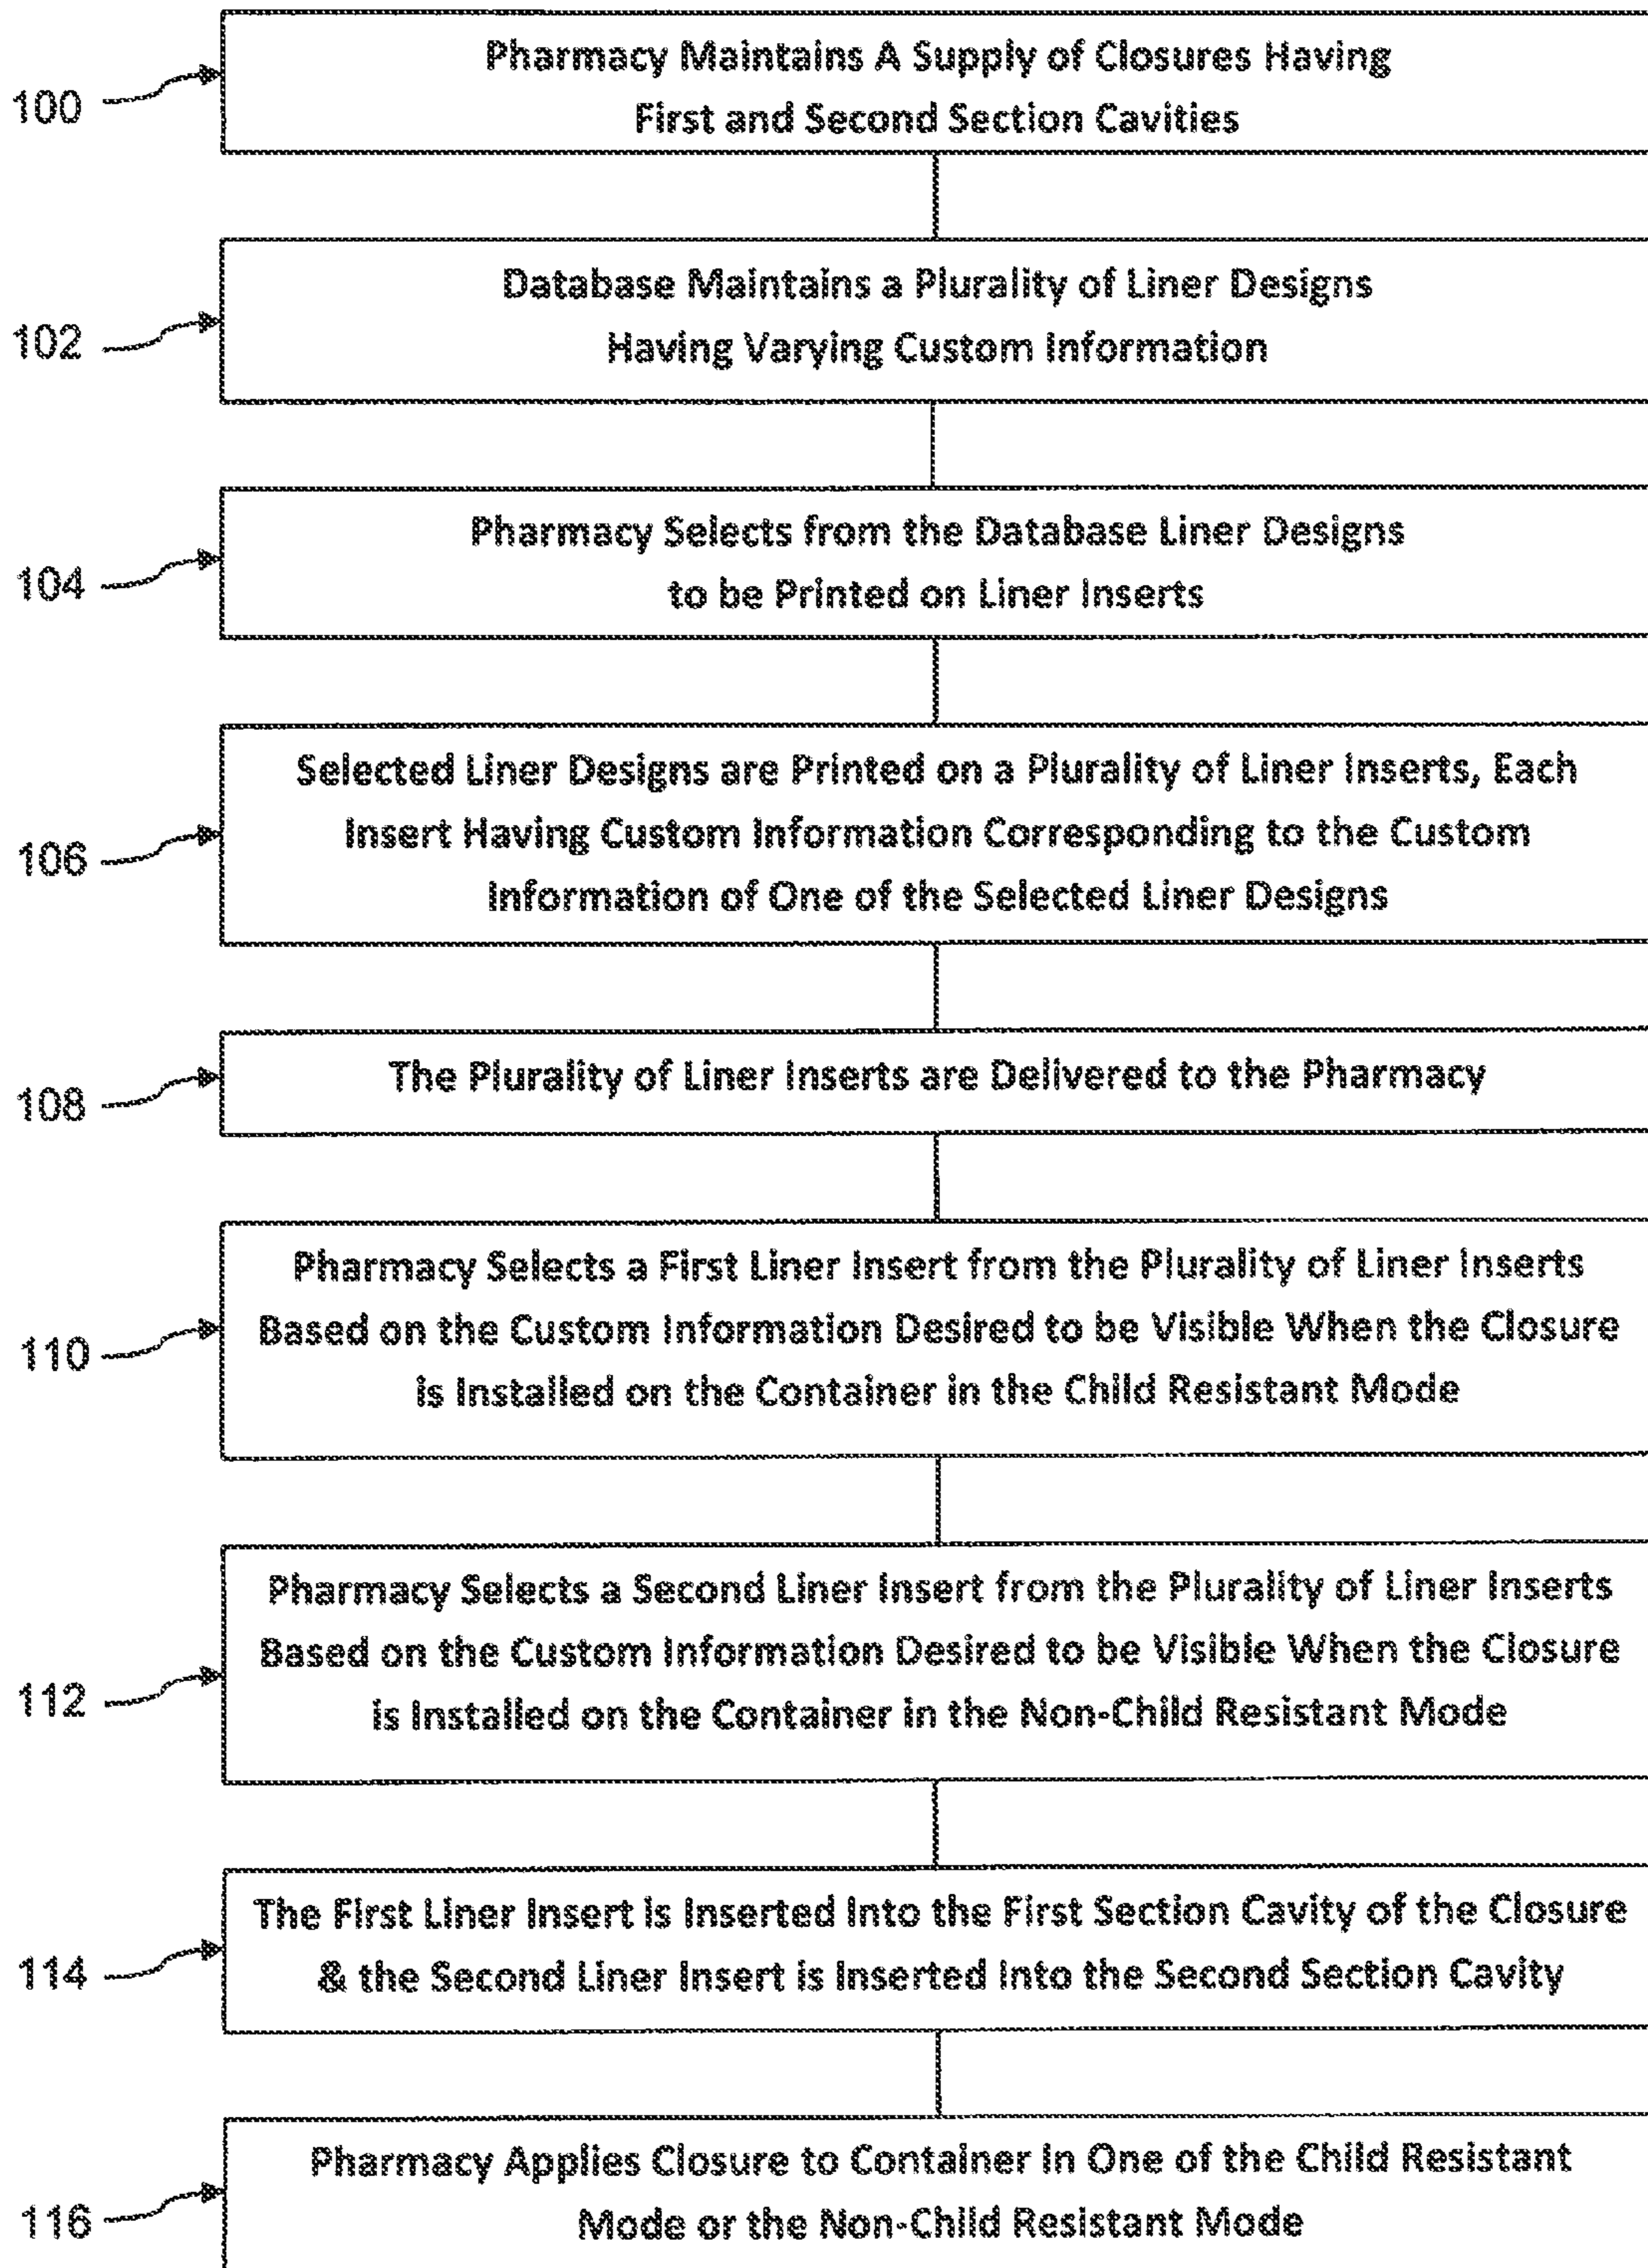 100
Pharmacy Maintains A Supply of Closures Having
First and Second Section Cavities
102
Database Maintains a Plurality of Liner Designs
Having Varying Custom Information
104
Pharmacy Selects from the Database Liner Designs
to be Printed on Liner Inserts
106
Selected Liner Designs are Printed on a Plurality of Liner Inserts, Each
Insert Having Custom Information Corresponding to the Custom
Information of One of the Selected Liner Designs
108
The Plurality of Liner Inserts are Delivered to the Pharmacy
110
Pharmacy Selects a First Liner Insert from the Plurality of Liner Inserts
Based on the Custom Information Desired to be Visible When the Closure
is Installed on the Container in the Child Resistant Mode
112
Pharmacy Selects a Second Liner Insert from the Plurality of Liner Inserts
Based on the Custom Information Desired to be Visible When the Closure
is Installed on the Container in the Non-Child Resistant Mode
114
The First Liner Insert is Inserted Into the First Section Cavity of the Closure
& the Second Liner Insert is Inserted Into the Second Section Cavity
116
Pharmacy Applies Closure to Container In One of the Child Resistant
Mode or the Non-Child Resistant Mode